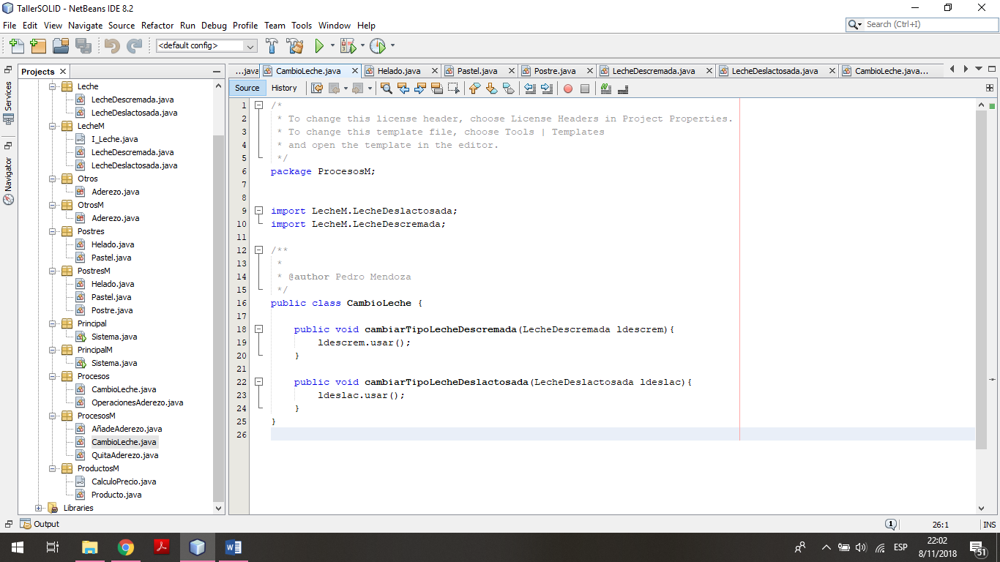 TallerSOLID - NetBeans IDE 8.2
File Edit View Navigate Source Refactor Run Debug Profile Team Tools Window Help
Search (Ctrl+I)
<default config>
Services
Navigator
Projects
Leche
LecheDescremada.java
LecheDeslactosada.java
LecheM
I_Leche.java
LecheDescremada.java
LecheDeslactosada.java
Otros
Aderezo.java
OtrosM
Aderezo.java
Postres
Helado.java
Pastel.java
PostresM
Helado.java
Pastel.java
Postre.java
Principal
Sistema.java
PrincipalM
Sistema.java
Procesos
CambioLeche.java
OperacionesAderezo.java
ProcesosM
AñadeAderezo.java
CambioLeche.java
QuitaAderezo.java
ProductosM
CalculoPrecio.java
Producto.java
Libraries
...java CambioLeche.java Helado.java Pastel.java Postre.java LecheDescremada.java LecheDeslactosada.java CambioLeche.java...
Source History
1 /*
2 * To change this license header, choose License Headers in Project Properties.
3 * To change this template file, choose Tools | Templates
4 * and open the template in the editor.
5 */
6 package ProcesosM;
7
8
9 import LecheM.LecheDeslactosada;
10 import LecheM.LecheDescremada;
11
12 /**
13 *
14 * @author Pedro Mendoza
15 */
16 public class CambioLeche {
17
18 public void cambiarTipoLecheDescremada(LecheDescremada ldescrem){
19 ldescrem.usar();
20 }
21
22 public void cambiarTipoLecheDeslactosada(LecheDeslactosada ldeslac){
23 ldeslac.usar();
24 }
25 }
26
Output
1
26:1 INS
ESP
22:02
8/11/2018
51